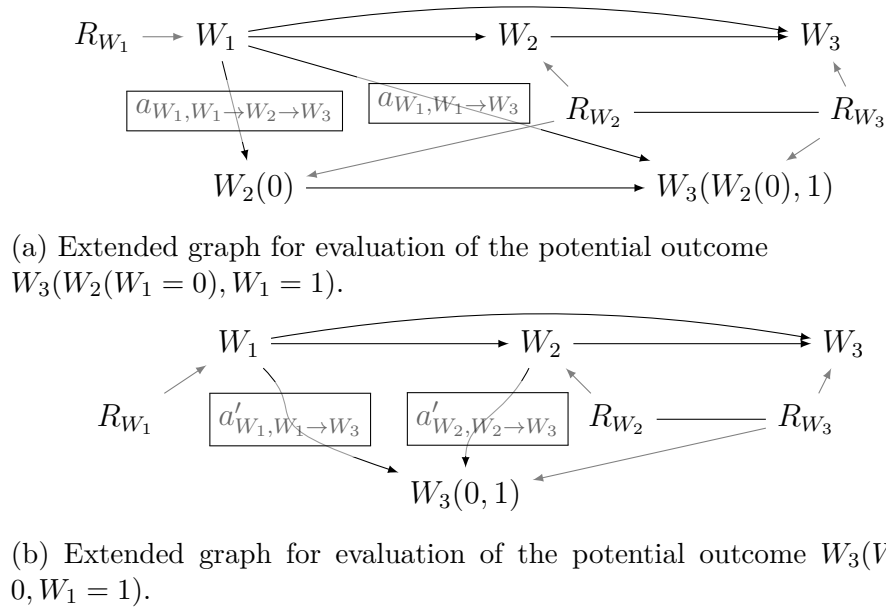 R_{W_1} W_1 W_2 W_3
a_{W_1,W_1→W_2→W_3} a_{W_1,W_1→W_3} R_{W_2} R_{W_3}
W_2(0) W_3(W_2(0), 1)
(a) Extended graph for evaluation of the potential outcome
W_3(W_2(W_1 = 0), W_1 = 1).
W_1 W_2 W_3
R_{W_1} a'_{W_1,W_1→W_3} a'_{W_2,W_2→W_3} R_{W_2} R_{W_3}
W_3(0, 1)
(b) Extended graph for evaluation of the potential outcome W_3(
0, W_1 = 1).